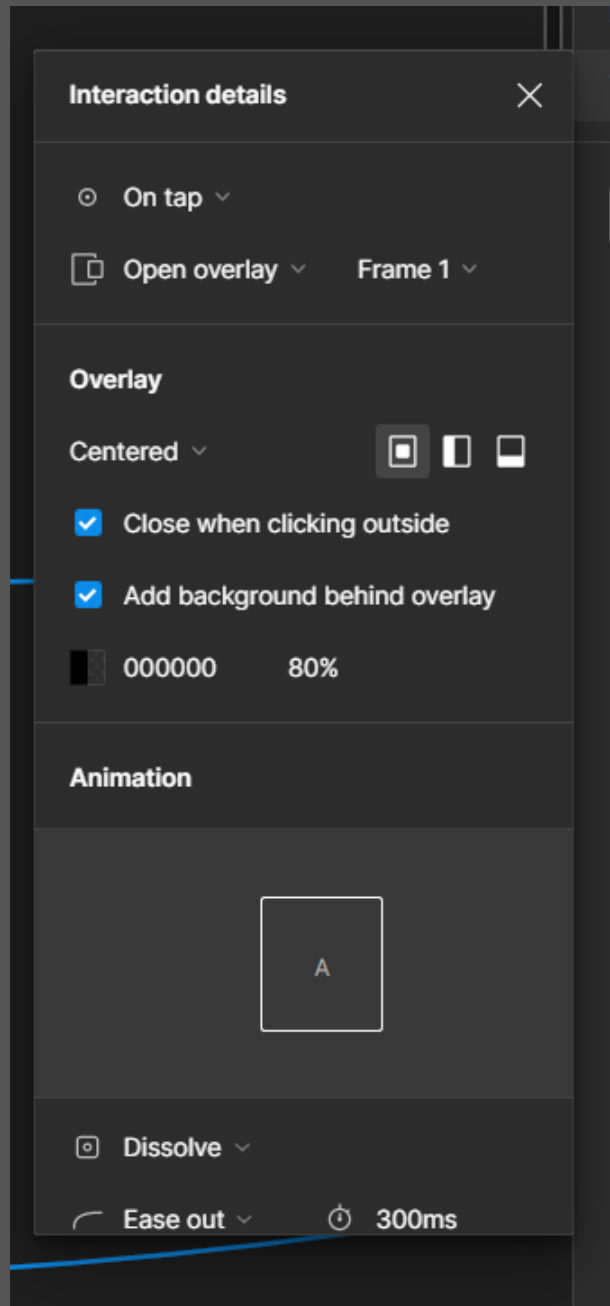 Interaction details
On tap
Open overlay Frame 1
Overlay
Centered
Close when clicking outside
Add background behind overlay
000000 80%
Animation
A
Dissolve
Ease out 300ms